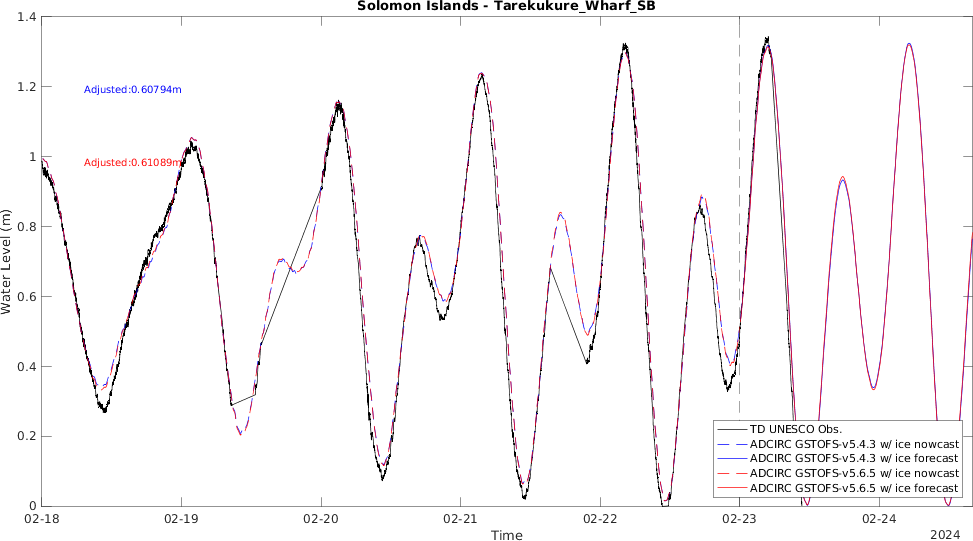 Solomon Islands - Tarekukure_Wharf_SB
1.4
1.2
1
0.8
0.6
0.4
0.2
0
Water Level (m)
Adjusted:0.60794m
Adjusted:0.61089m
TD UNESCO Obs.
ADCIRC GSTOFS-v5.4.3 w/ ice nowcast
ADCIRC GSTOFS-v5.4.3 w/ ice forecast
ADCIRC GSTOFS-v5.6.5 w/ ice nowcast
ADCIRC GSTOFS-v5.6.5 w/ ice forecast
02-18 02-19 02-20 02-21 02-22 02-23 02-24
Time
2024